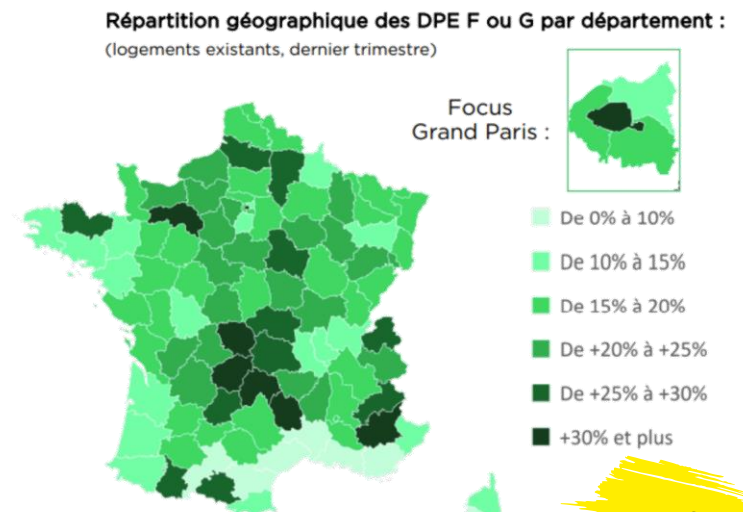 Répartition géographique des DPE F ou G par département :
(logements existants, dernier trimestre)
Focus
Grand Paris :
De 0% à 10%
De 10% à 15%
De 15% à 20%
De +20% à +25%
De +25% à +30%
+30% et plus